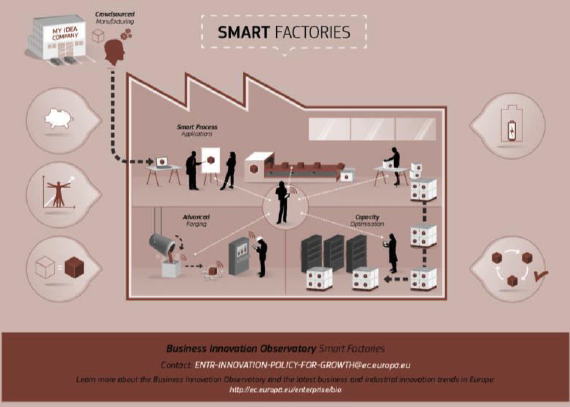 Crowdsourced
Manufacturing
MY IDEA
COMPANY
SMART FACTORIES
Smart Process
Applications
Advanced
Forging
Capacity
Optimisation
Business Innovation Observatory Smart Factories
Contact: ENTR-INNOVATION-POLICY-FOR-GROWTH@ec.europa.eu
Learn more about the Business Innovation Observatory and the latest business and industrial innovation trends in Europe
http://ec.europa.eu/enterprise/bio